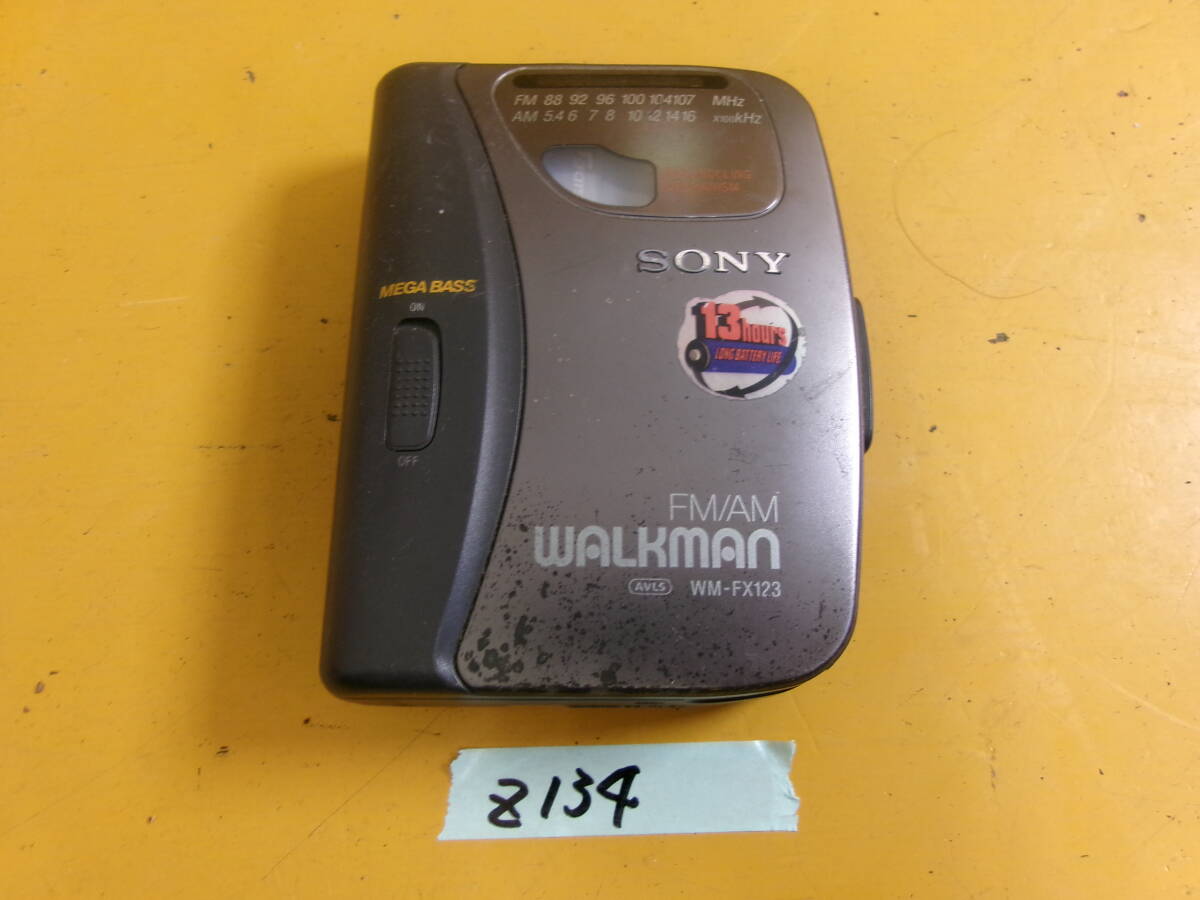 FM 88 92 96 100 104 107 MHz
AM 5.4 6 7 8 10 12 14 16 x100kHz
SONY
MEGA BASS
ON
OFF
13 hours
LONG BATTERY LIFE
FM/AM
WALKMAN
AVLS WM-FX123
Z134